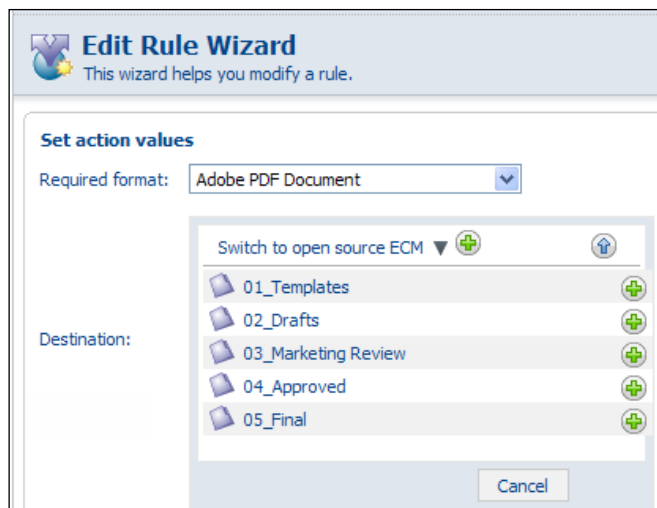 Edit Rule Wizard
This wizard helps you modify a rule.
Set action values
Required format: Adobe PDF Document
Switch to open source ECM
01_Templates
02_Drafts
Destination:
03_Marketing Review
04_Approved
05_Final
Cancel